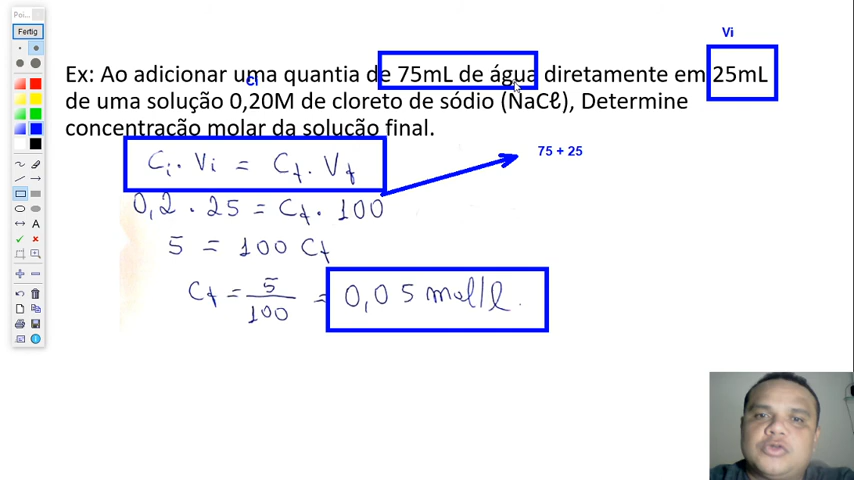 Poi...
Fertig
Vi
Ci
Ex: Ao adicionar uma quantia de 75mL de água diretamente em 25mL
de uma solução 0,20M de cloreto de sódio (NaCℓ), Determine
concentração molar da solução final.
Ci . Vi = Cf . Vf
75 + 25
0,2 . 25 = Cf . 100
5 = 100 Cf
Cf = 5/100 = 0,05 mol/l.
A